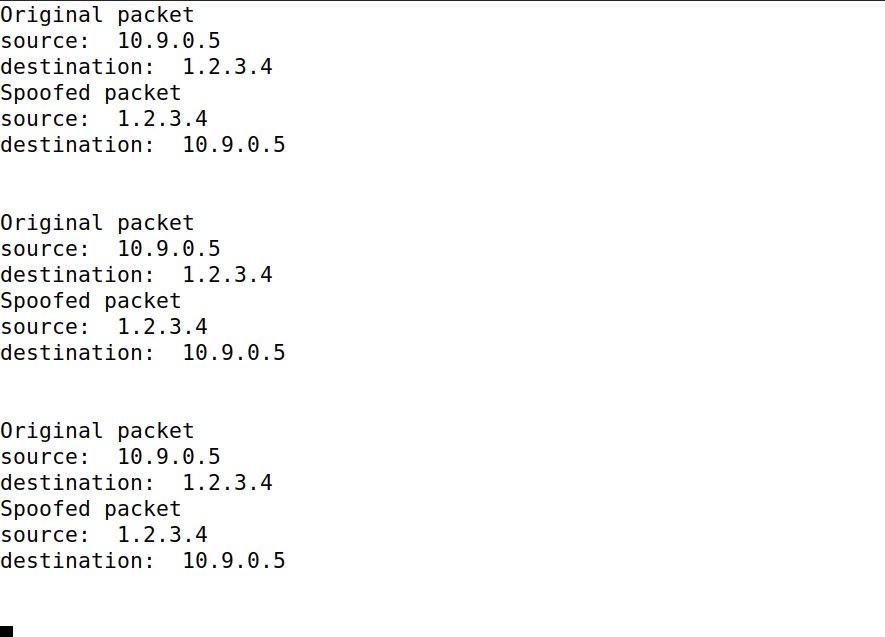 Original packet
source:  10.9.0.5
destination:  1.2.3.4
Spoofed packet
source:  1.2.3.4
destination:  10.9.0.5
Original packet
source:  10.9.0.5
destination:  1.2.3.4
Spoofed packet
source:  1.2.3.4
destination:  10.9.0.5
Original packet
source:  10.9.0.5
destination:  1.2.3.4
Spoofed packet
source:  1.2.3.4
destination:  10.9.0.5